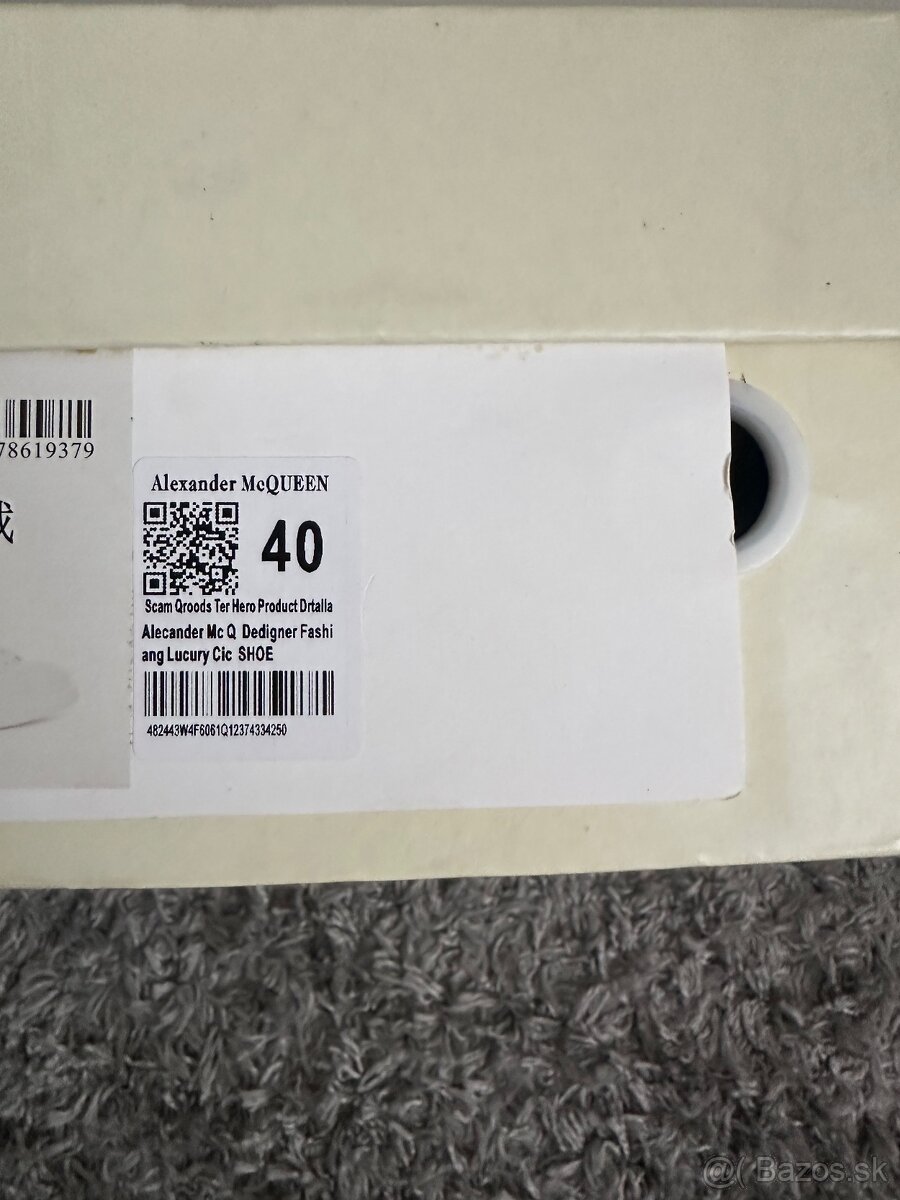 78619379
Alexander McQUEEN
40
Scam Qroods Ter Hero Product Drtalla
Alecander Mc Q Dedigner Fashi
ang Lucury Cic SHOE
482443W4F6061Q12374334250
@( Bazos.sk